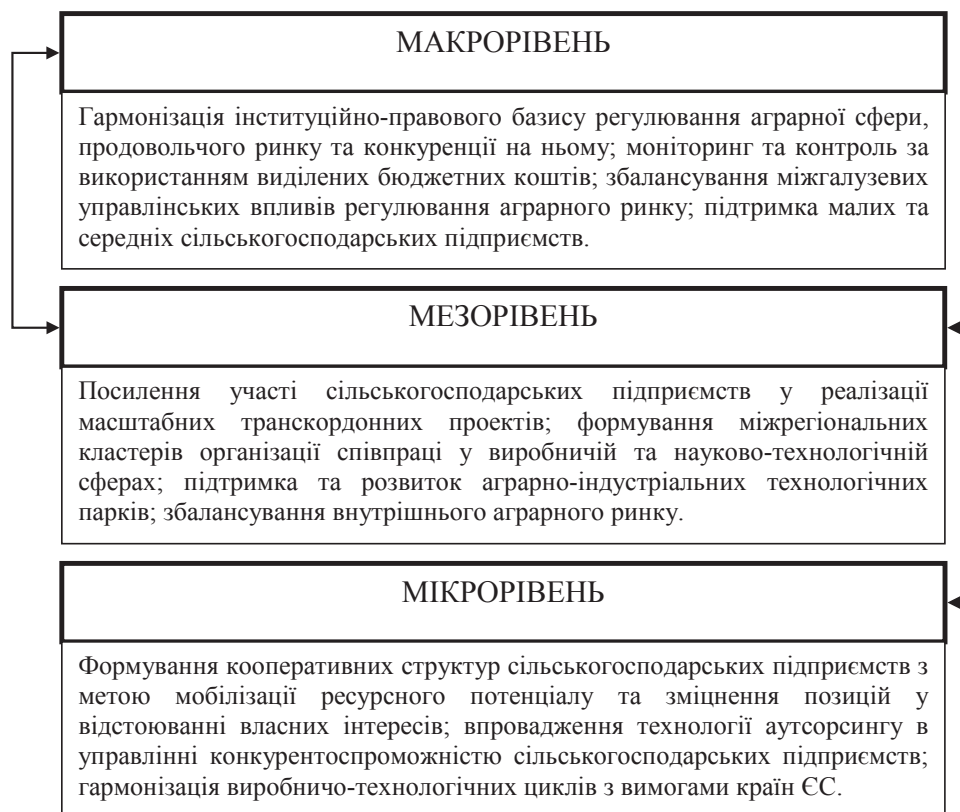 МАКРОРІВЕНЬ
Гармонізація інституційно-правового базису регулювання аграрної сфери,
продовольчого ринку та конкуренції на ньому; моніторинг та контроль за
використанням виділених бюджетних коштів; збалансування міжгалузевих
управлінських впливів регулювання аграрного ринку; підтримка малих та
середніх сільськогосподарських підприємств.
МЕЗОРІВЕНЬ
Посилення участі сільськогосподарських підприємств у реалізації
масштабних транскордонних проектів; формування міжрегіональних
кластерів організації співпраці у виробничій та науково-технологічній
сферах; підтримка та розвиток аграрно-індустріальних технологічних
парків; збалансування внутрішнього аграрного ринку.
МІКРОРІВЕНЬ
Формування кооперативних структур сільськогосподарських підприємств з
метою мобілізації ресурсного потенціалу та зміцнення позицій у
відстоюванні власних інтересів; впровадження технології аутсорсингу в
управлінні конкурентоспроможністю сільськогосподарських підприємств;
гармонізація виробничо-технологічних циклів з вимогами країн ЄС.